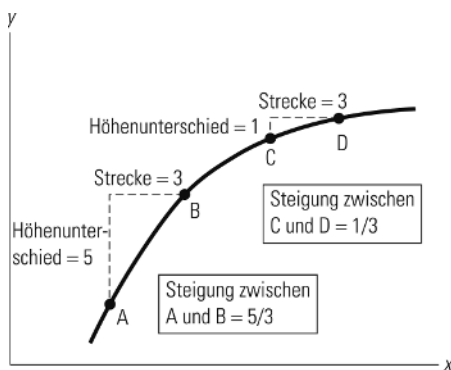 y
Strecke = 3
Höhenunterschied = 1
C
D
Strecke = 3
B
Steigung zwischen
C und D = 1/3
Höhenunter-
schied = 5
A
Steigung zwischen
A und B = 5/3
x